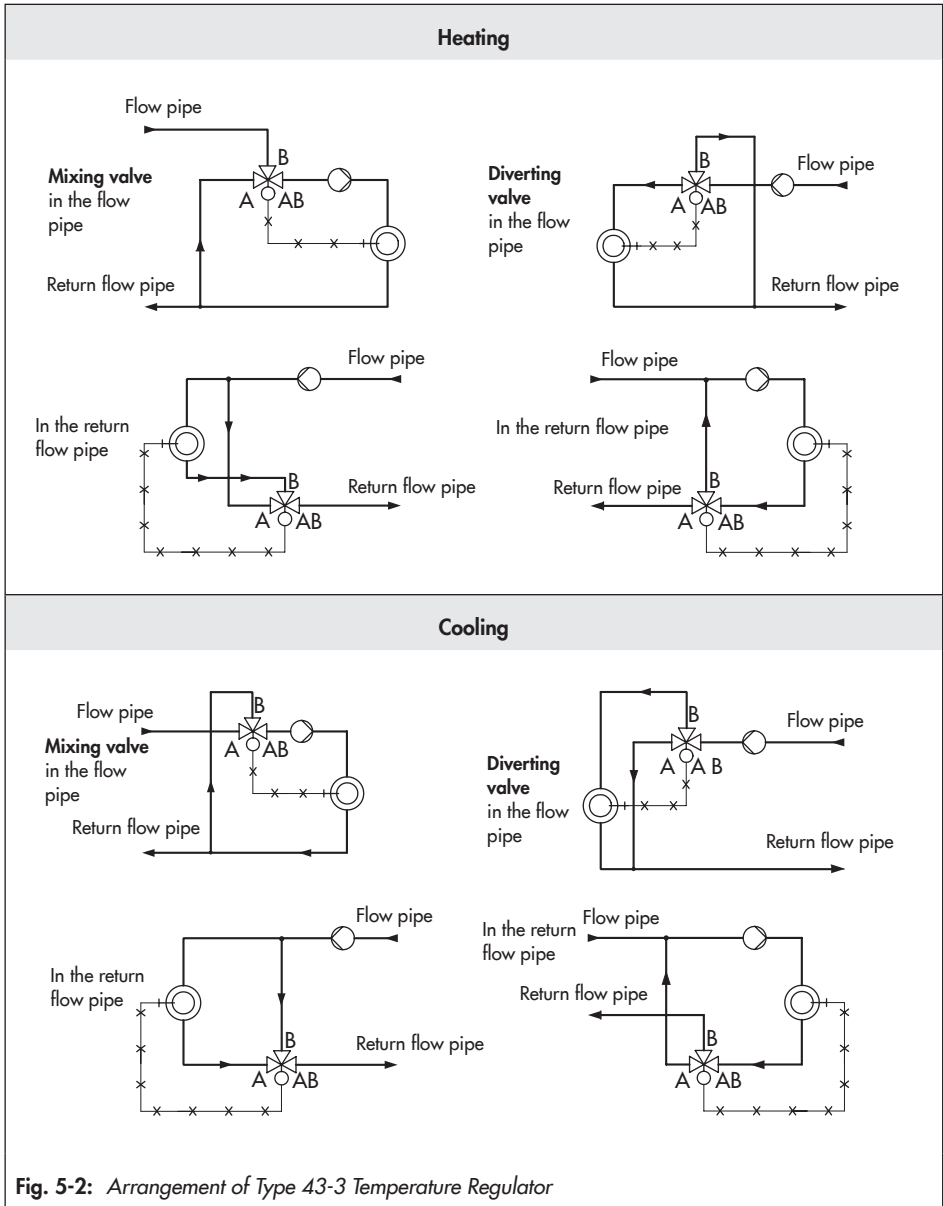 Heating
Flow pipe
Mixing valve
in the flow
pipe
B
A
AB
Return flow pipe
Diverting
valve
in the flow
pipe
B
Flow pipe
A
AB
Return flow pipe
Flow pipe
In the return
flow pipe
B
A
AB
Return flow pipe
Flow pipe
In the return flow pipe
Return flow pipe
B
A
AB
Cooling
Flow pipe
Mixing valve
in the flow
pipe
B
A
AB
Return flow pipe
B
Flow pipe
Diverting
valve
in the flow
pipe
A
A B
Return flow pipe
Flow pipe
In the return
flow pipe
B
A
AB
Return flow pipe
In the return
flow pipe
Flow pipe
Return flow pipe
B
A
AB
Fig. 5-2: Arrangement of Type 43-3 Temperature Regulator